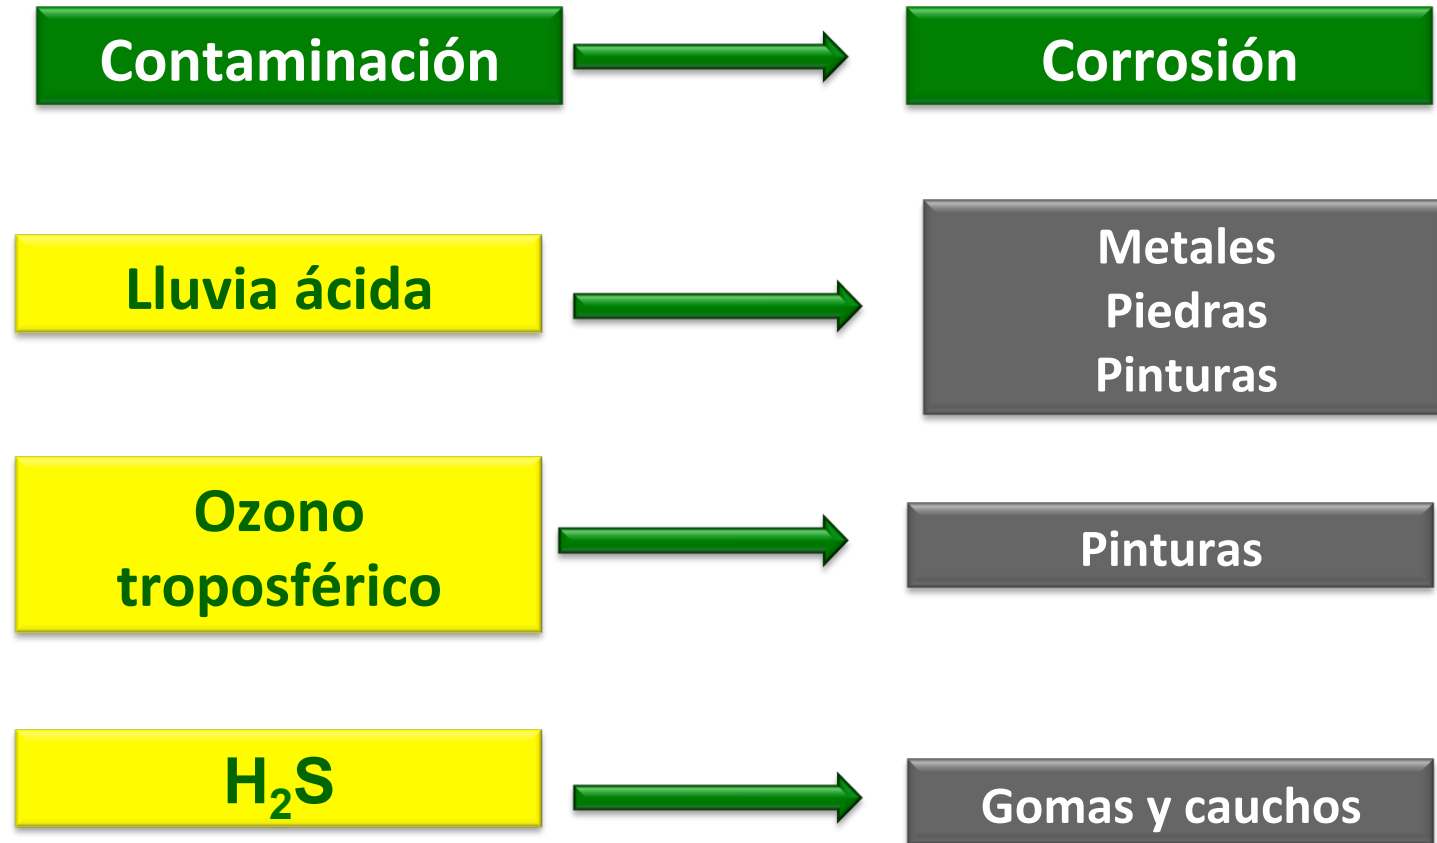 Contaminación
Corrosión
Lluvia ácida
Metales
Piedras
Pinturas
Ozono
troposférico
Pinturas
H₂S
Gomas y cauchos